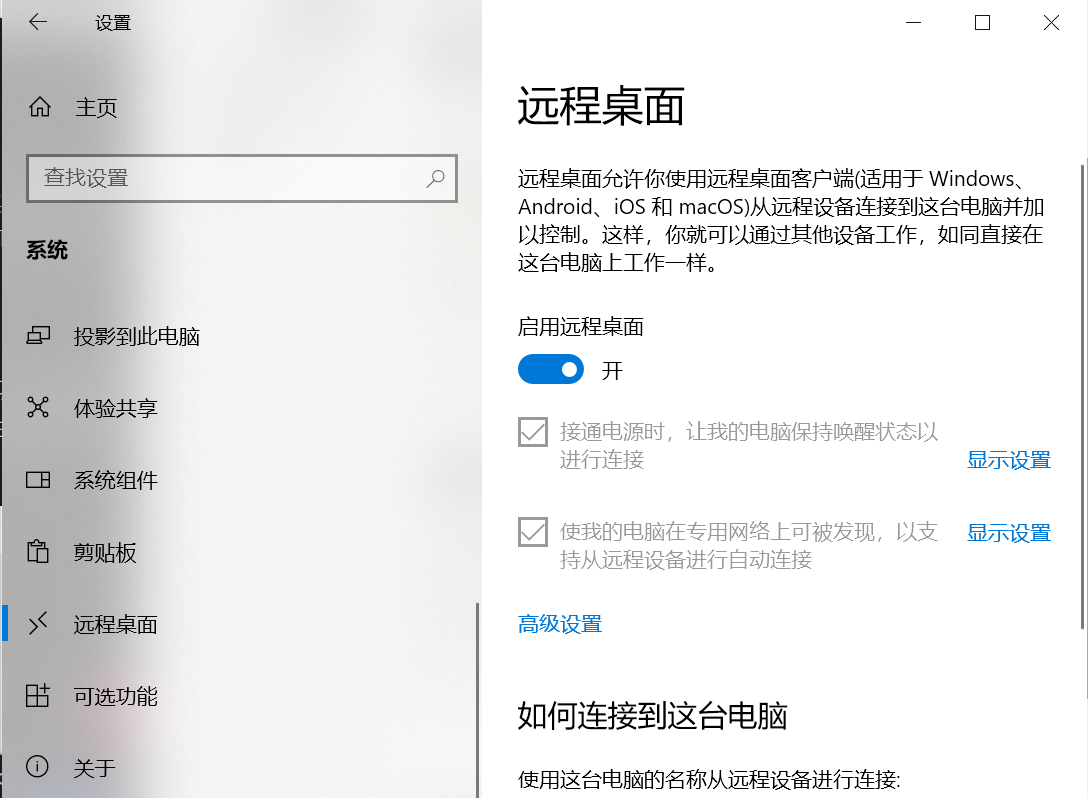 设置
主页
查找设置
系统
投影到此电脑
体验共享
系统组件
剪贴板
远程桌面
可选功能
关于
远程桌面
远程桌面允许你使用远程桌面客户端(适用于 Windows、
Android、iOS 和 macOS)从远程设备连接到这台电脑并加
以控制。这样，你就可以通过其他设备工作，如同直接在
这台电脑上工作一样。
启用远程桌面
开
接通电源时，让我的电脑保持唤醒状态以
进行连接
显示设置
使我的电脑在专用网络上可被发现，以支
持从远程设备进行自动连接
显示设置
高级设置
如何连接到这台电脑
使用这台电脑的名称从远程设备进行连接: